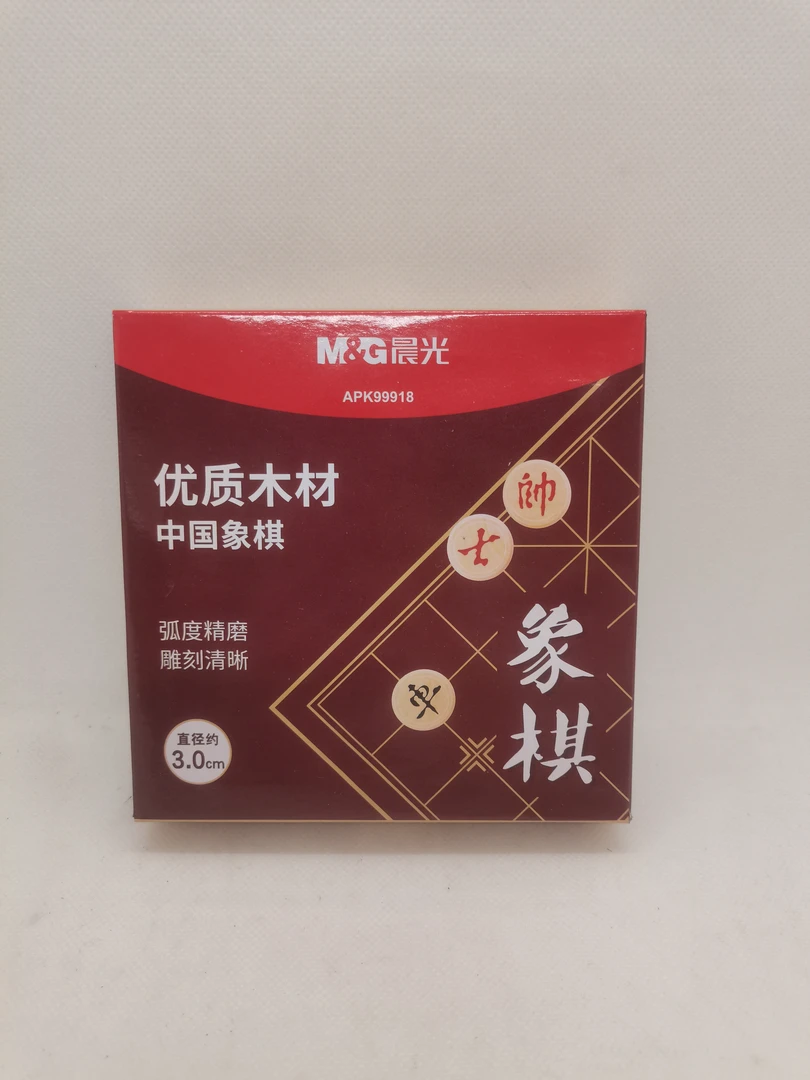 M&G晨光
APK99918
优质木材
中国象棋
弧度精磨
雕刻清晰
直径约
3.0cm
帥
士
象
棋